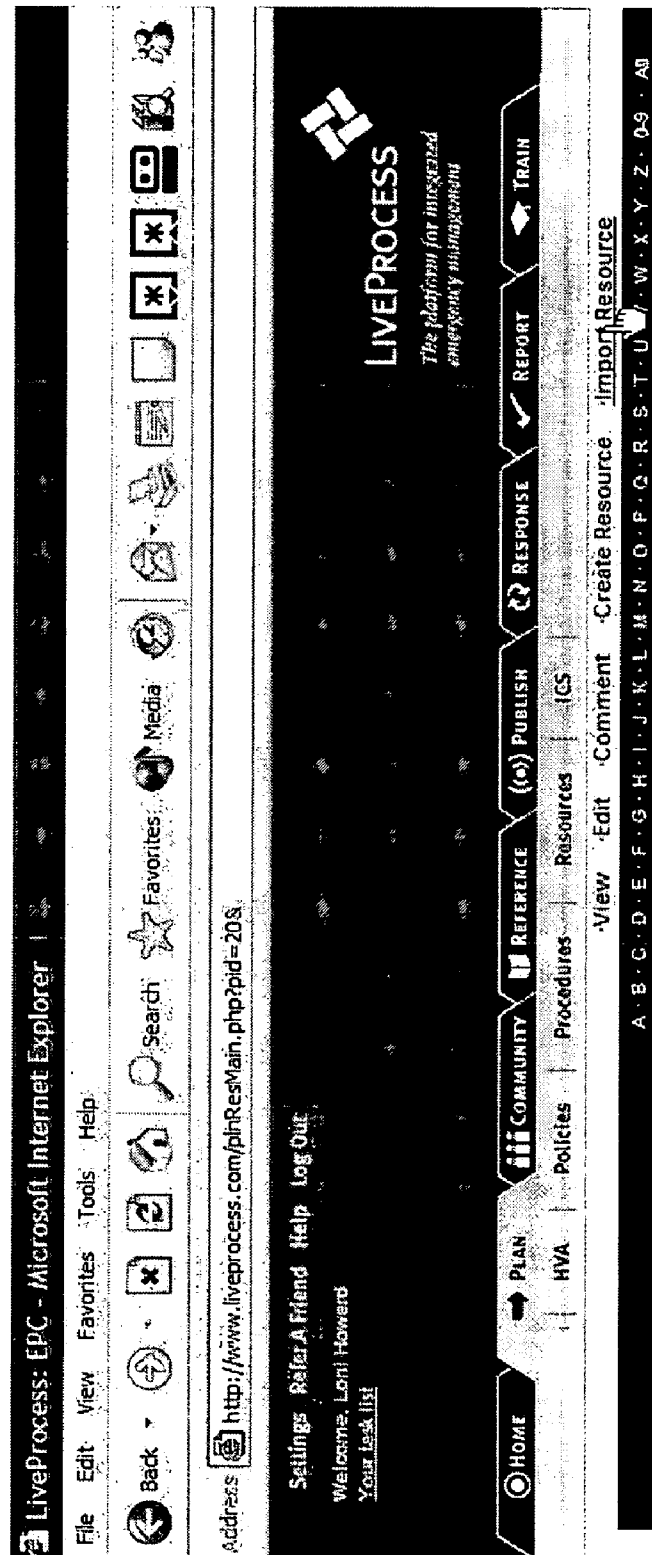 LiveProcess: EPC - Microsoft Internet Explorer
File Edit View Favorites Tools Help
Back Search Favorites Media
Address http://www.liveprocess.com/plnResMain.php?pid=20&
Settings Refer A Friend Help Log Out
Welcome, Loni Howard
Your task list
LIVEPROCESS
The platform for integrated
emergency management
HOME PLAN COMMUNITY REFERENCE PUBLISH RESPONSE REPORT TRAIN
HVA Policies Procedures Resources ICS
·View ·Edit ·Comment ·Create Resource ·Import Resource
A · B · C · D · E · F · G · H · I · J · K · L · M · N · O · P · Q · R · S · T · U · W · X · Y · Z · 0-9 · All